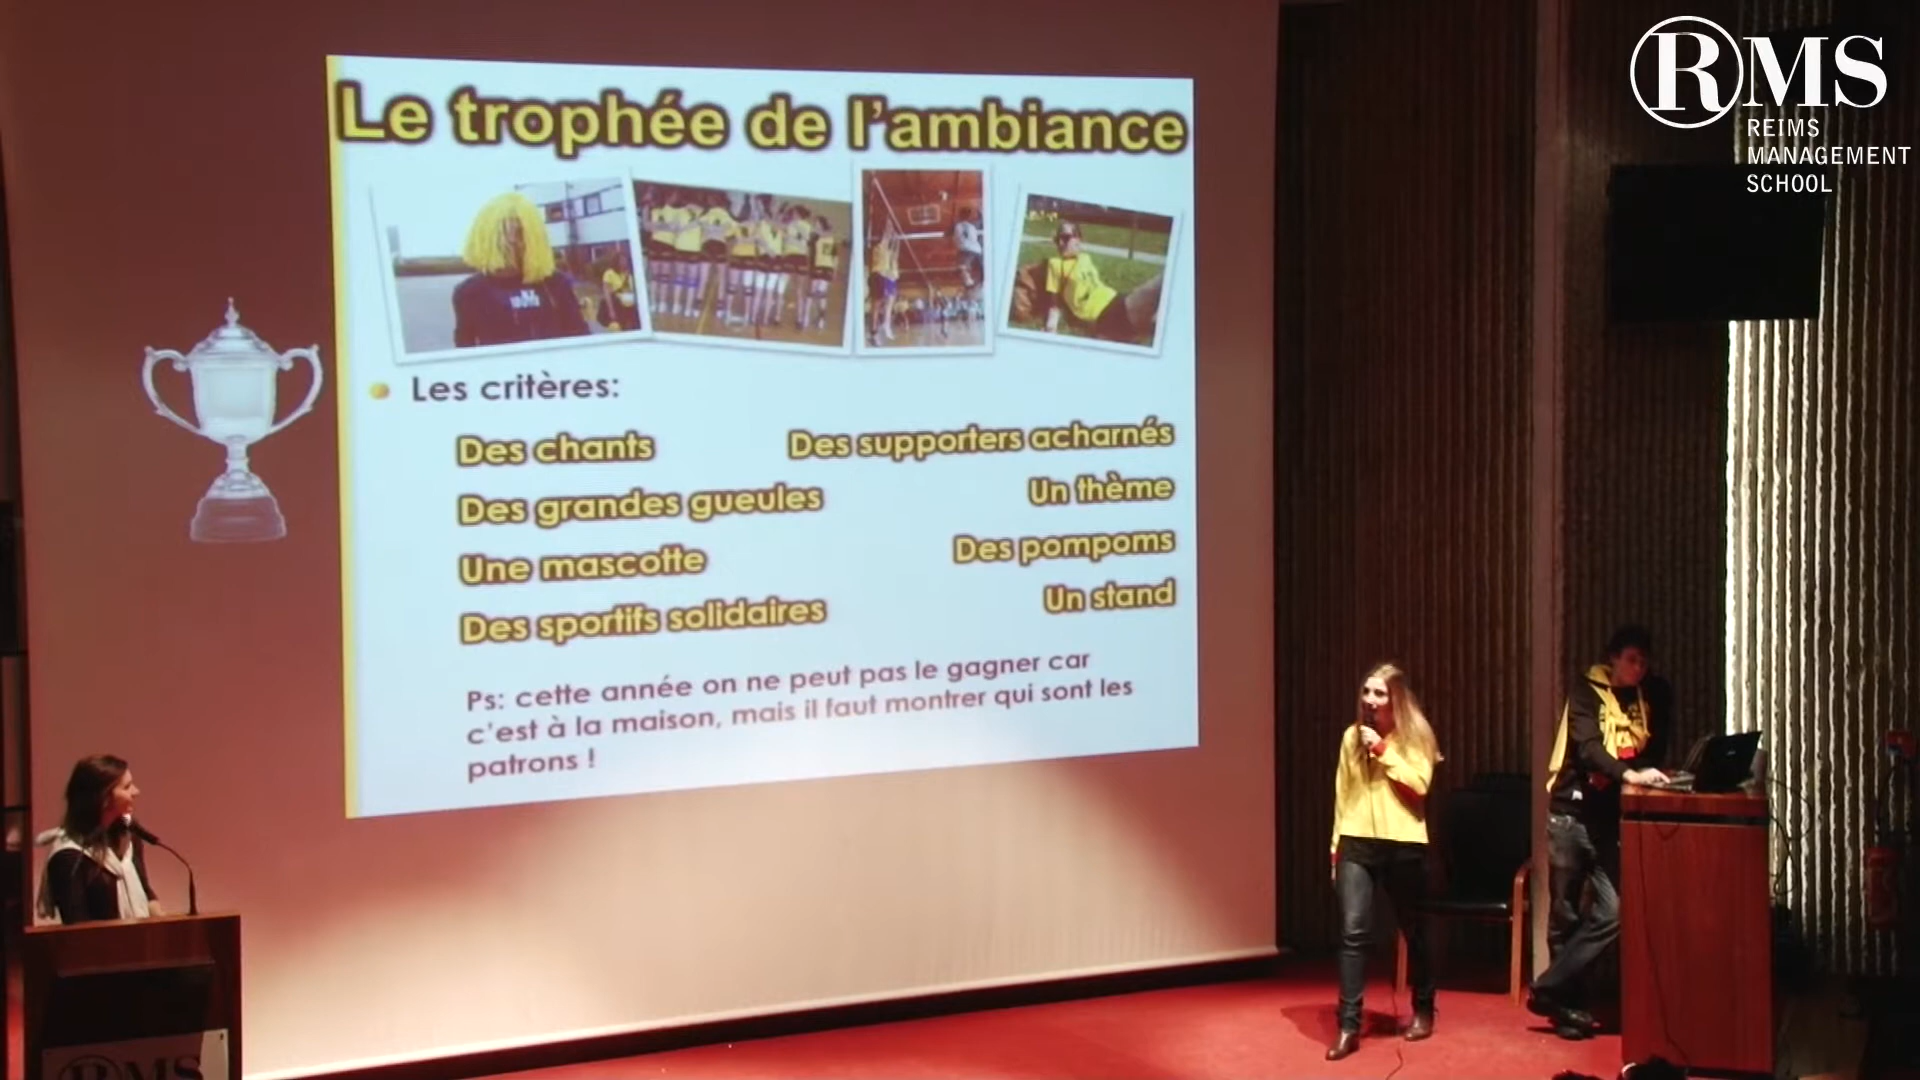 RMS
REIMS
MANAGEMENT
SCHOOL
Le trophée de l'ambiance
Les critères:
Des chants
Des supporters acharnés
Des grandes gueules
Un thème
Une mascotte
Des pompoms
Des sportifs solidaires
Un stand
Ps: cette année on ne peut pas le gagner car
c'est à la maison, mais il faut montrer qui sont les
patrons !
RMS